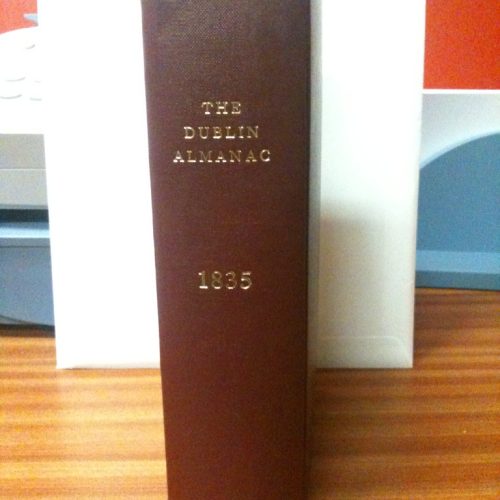 THE
DUBLIN
ALMANAC
1835